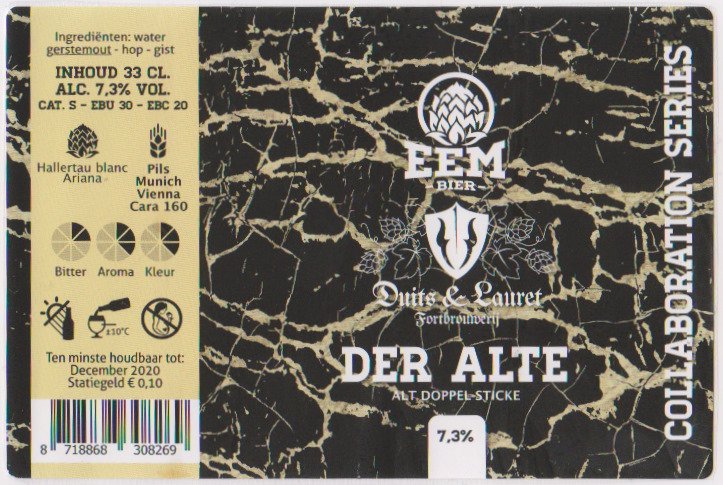 Ingrediënten: water
gerstemout - hop - gist
INHOUD 33 CL.
ALC. 7,3% VOL.
CAT. S - EBU 30 - EBC 20
Hallertau blanc
Ariana
Pils
Munich
Vienna
Cara 160
Bitter Aroma Kleur
±10°C
Ten minste houdbaar tot:
December 2020
Statiegeld € 0,10
8 718868 308269
EEM
BIER
Duits & Lauret
Fortbrouwerij
DER ALTE
ALT DOPPEL-STICKE
7,3%
COLLABORATION SERIES